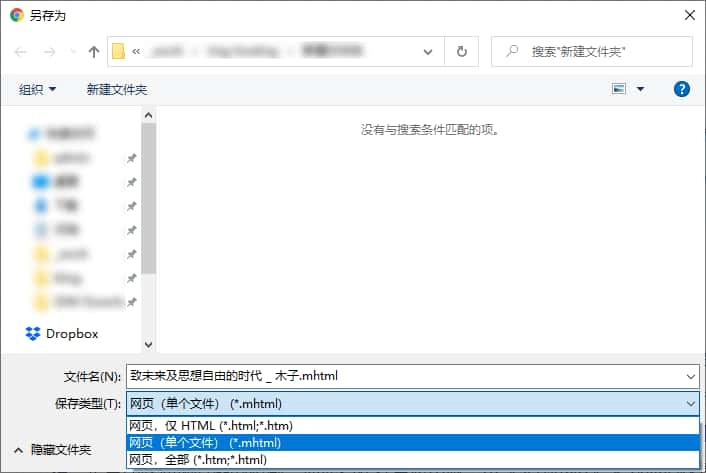 另存为
«
搜索"新建文件夹"
组织 新建文件夹
?
没有与搜索条件匹配的项。
Dropbox
文件名(N): 致未来及思想自由的时代 _ 木子.mhtml
保存类型(T): 网页（单个文件） (*.mhtml)
网页，仅 HTML (*.html;*.htm)
网页（单个文件） (*.mhtml)
网页，全部 (*.htm;*.html)
隐藏文件夹